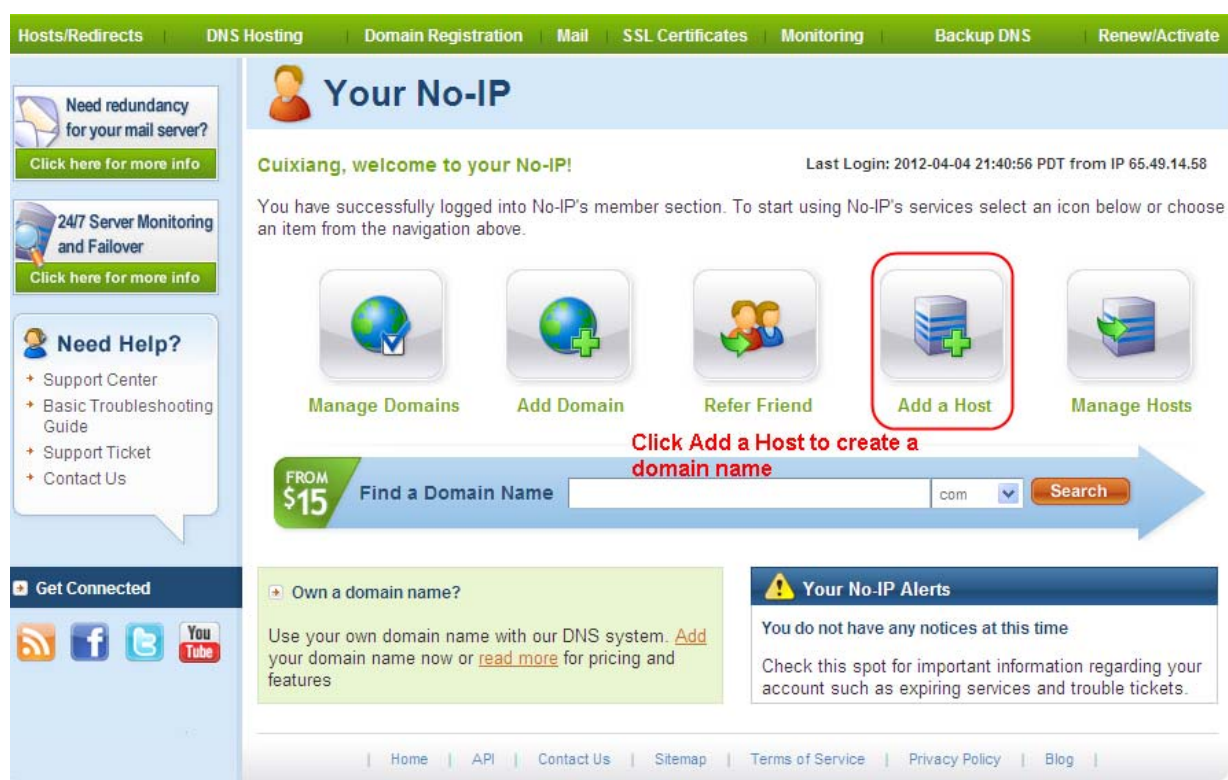 Hosts/Redirects | DNS Hosting | Domain Registration | Mail | SSL Certificates | Monitoring | Backup DNS | Renew/Activate
Need redundancy
for your mail server?
Click here for more info
24/7 Server Monitoring
and Failover
Click here for more info
Need Help?
Support Center
Basic Troubleshooting
Guide
Support Ticket
Contact Us
Get Connected
You
Tube
Your No-IP
Cuixiang, welcome to your No-IP!
Last Login: 2012-04-04 21:40:56 PDT from IP 65.49.14.58
You have successfully logged into No-IP's member section. To start using No-IP's services select an icon below or choose
an item from the navigation above.
Manage Domains
Add Domain
Refer Friend
Add a Host
Manage Hosts
Click Add a Host to create a
domain name
FROM
$15
Find a Domain Name
com
Search
Own a domain name?
Use your own domain name with our DNS system. Add
your domain name now or read more for pricing and
features
Your No-IP Alerts
You do not have any notices at this time
Check this spot for important information regarding your
account such as expiring services and trouble tickets.
| Home | API | Contact Us | Sitemap | Terms of Service | Privacy Policy | Blog |